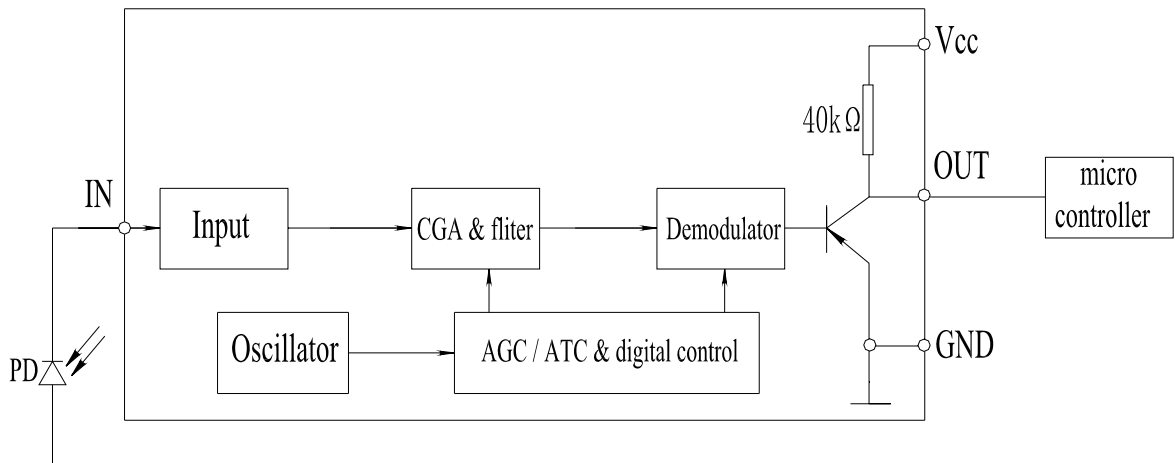 Vcc
40kΩ
OUT
micro
controller
IN
Input
CGA & fliter
Demodulator
Oscillator
AGC / ATC & digital control
GND
PD